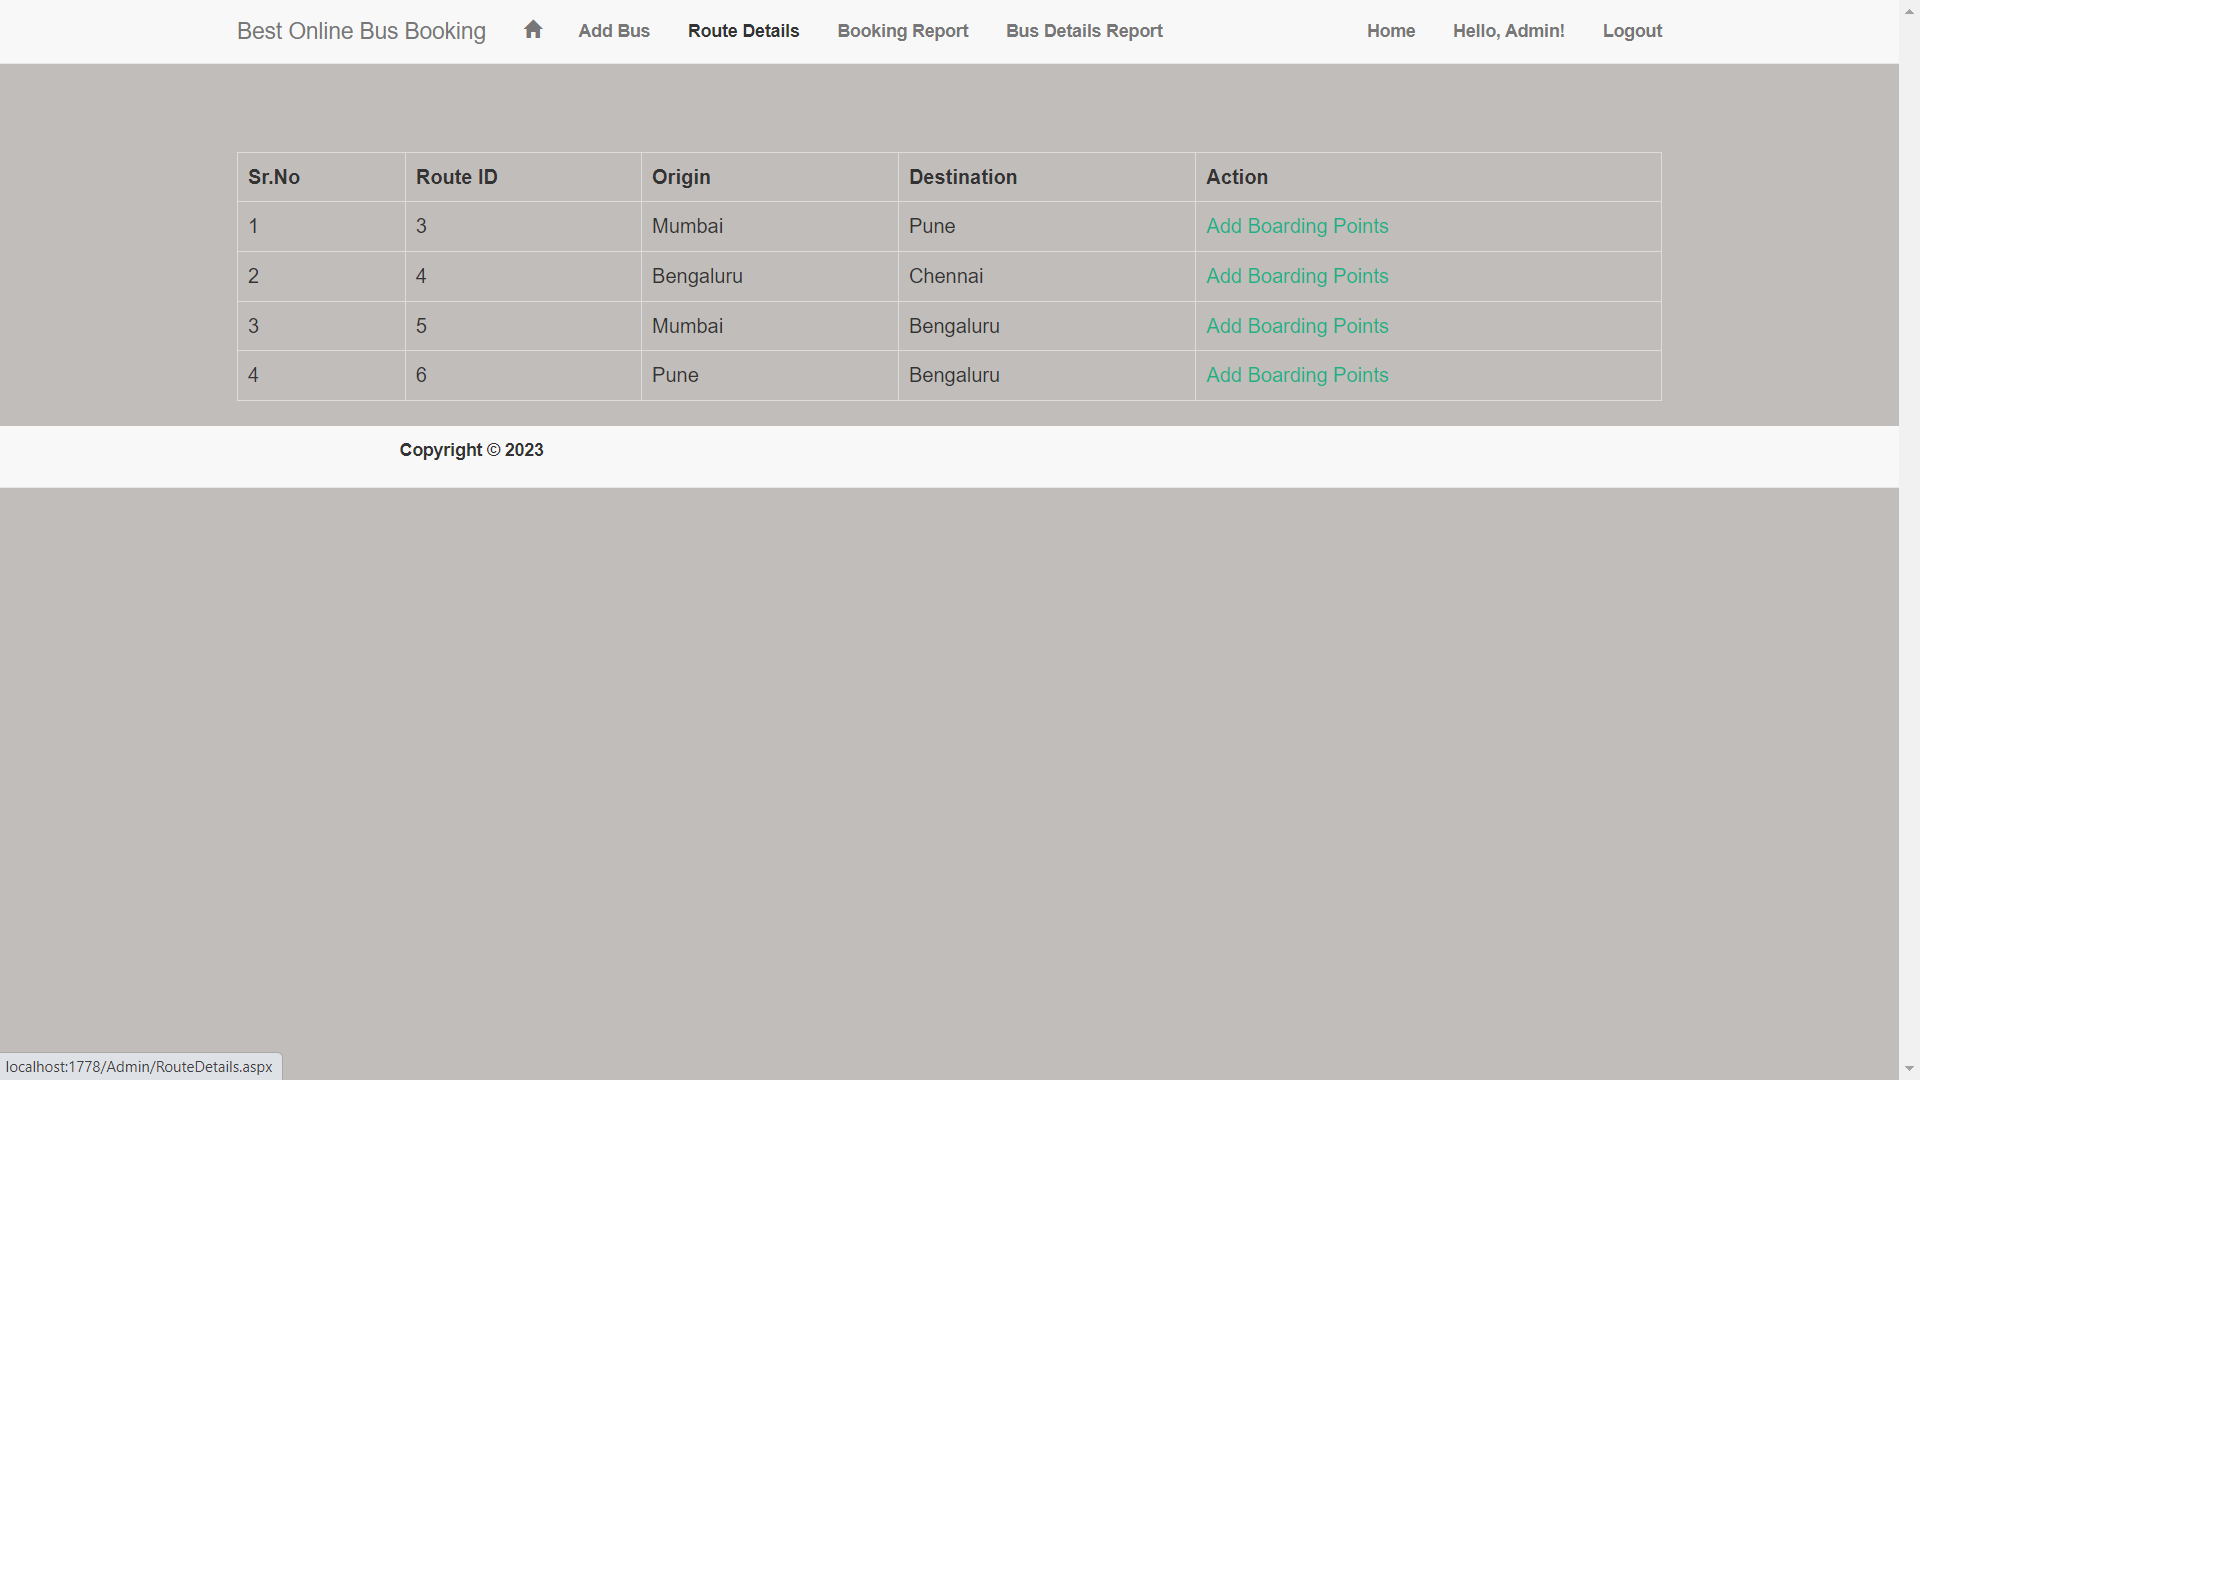 Best Online Bus Booking Add Bus Route Details Booking Report Bus Details Report Home Hello, Admin! Logout
Sr.No Route ID Origin Destination Action
1 3 Mumbai Pune Add Boarding Points
2 4 Bengaluru Chennai Add Boarding Points
3 5 Mumbai Bengaluru Add Boarding Points
4 6 Pune Bengaluru Add Boarding Points
Copyright © 2023
localhost:1778/Admin/RouteDetails.aspx